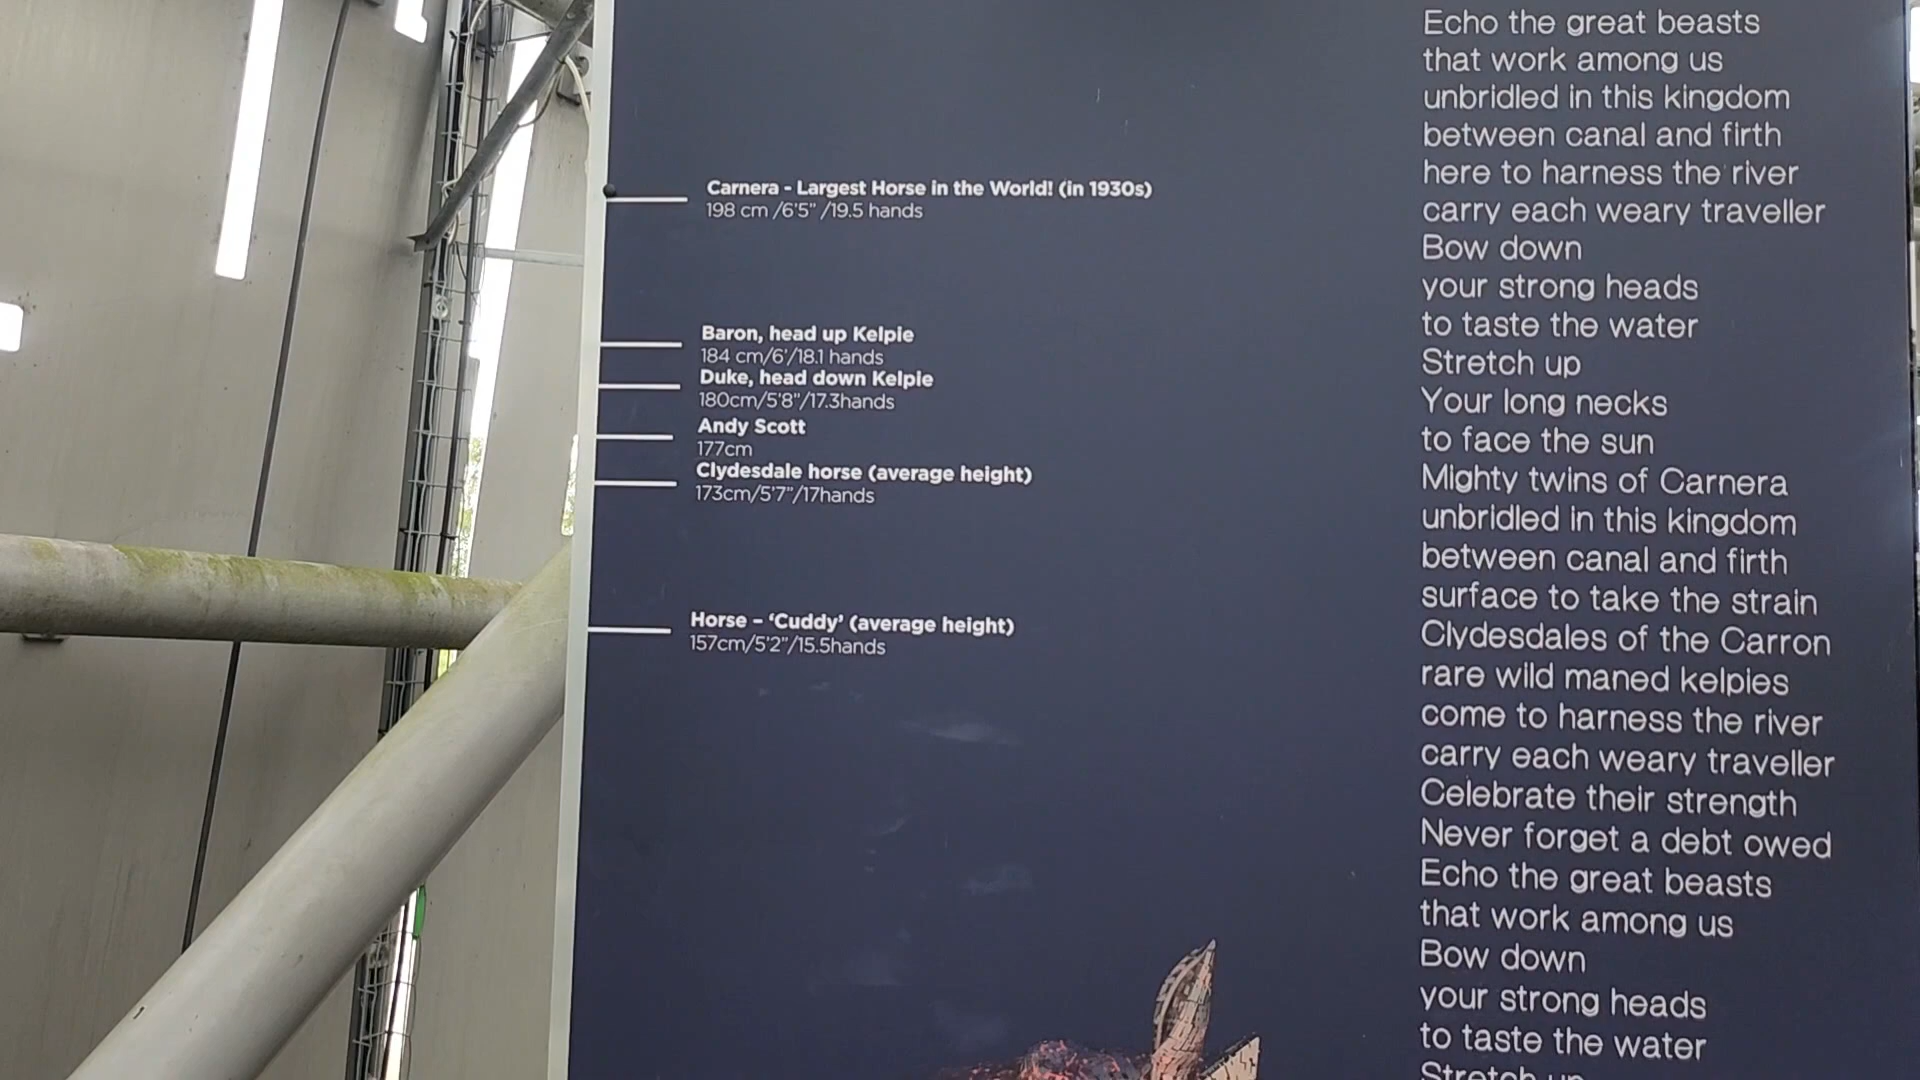 Carnera - Largest Horse in the World! (in 1930s)
198 cm /6'5" /19.5 hands
Baron, head up Kelpie
184 cm/6'/18.1 hands
Duke, head down Kelpie
180cm/5'8"/17.3hands
Andy Scott
177cm
Clydesdale horse (average height)
173cm/5'7"/17hands
Horse – ‘Cuddy’ (average height)
157cm/5'2"/15.5hands
Echo the great beasts
that work among us
unbridled in this kingdom
between canal and firth
here to harness the river
carry each weary traveller
Bow down
your strong heads
to taste the water
Stretch up
Your long necks
to face the sun
Mighty twins of Carnera
unbridled in this kingdom
between canal and firth
surface to take the strain
Clydesdales of the Carron
rare wild maned kelpies
come to harness the river
carry each weary traveller
Celebrate their strength
Never forget a debt owed
Echo the great beasts
that work among us
Bow down
your strong heads
to taste the water
Stretch up